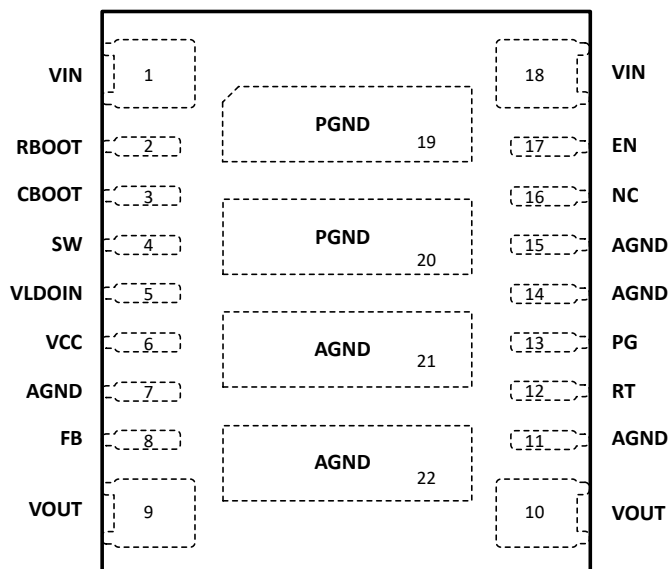 VIN 1 18 VIN
PGND 19
RBOOT 2 17 EN
CBOOT 3 16 NC
PGND 20
SW 4 15 AGND
VLDOIN 5 14 AGND
VCC 6 13 PG
AGND 21
AGND 7 12 RT
FB 8 11 AGND
AGND 22
VOUT 9 10 VOUT